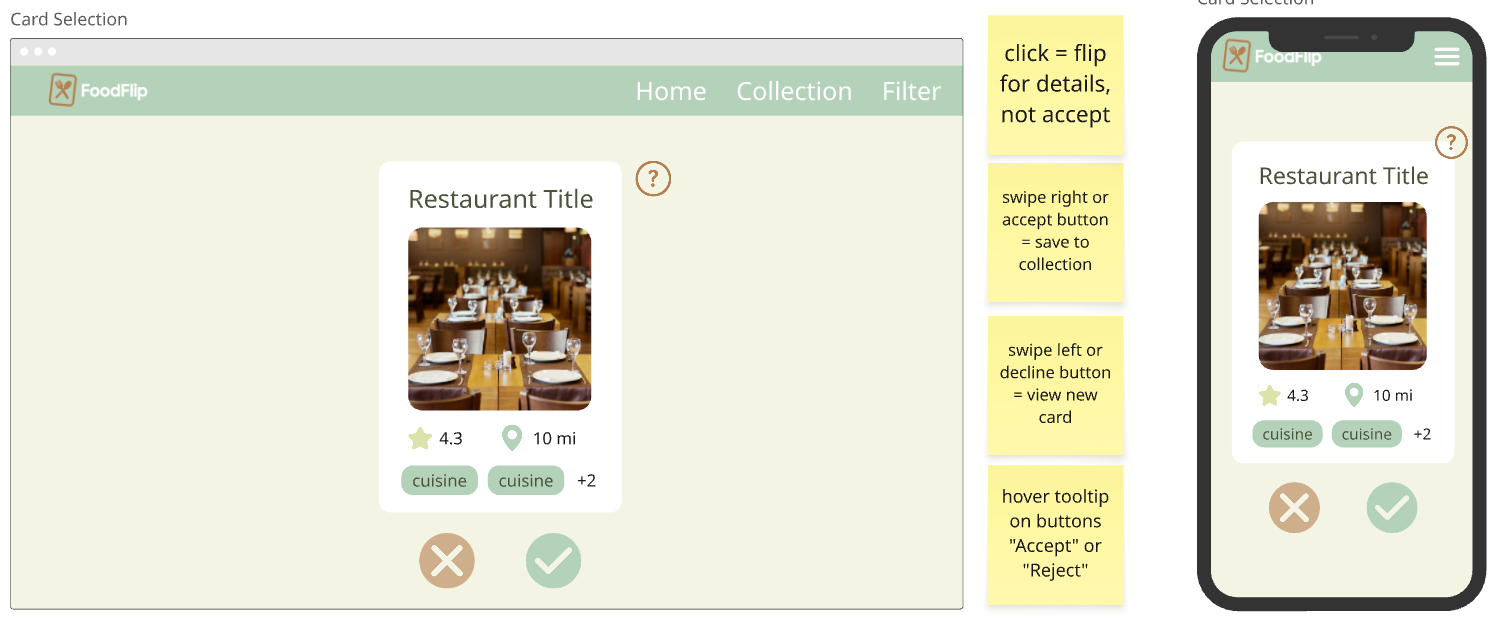 Card Selection
FoodFlip
Home Collection Filter
?
Restaurant Title
4.3 10 mi
cuisine cuisine +2
click = flip
for details,
not accept
swipe right or
accept button
= save to
collection
swipe left or
decline button
= view new
card
hover tooltip
on buttons
"Accept" or
"Reject"
Card Selection
FoodFlip
?
Restaurant Title
4.3 10 mi
cuisine cuisine +2